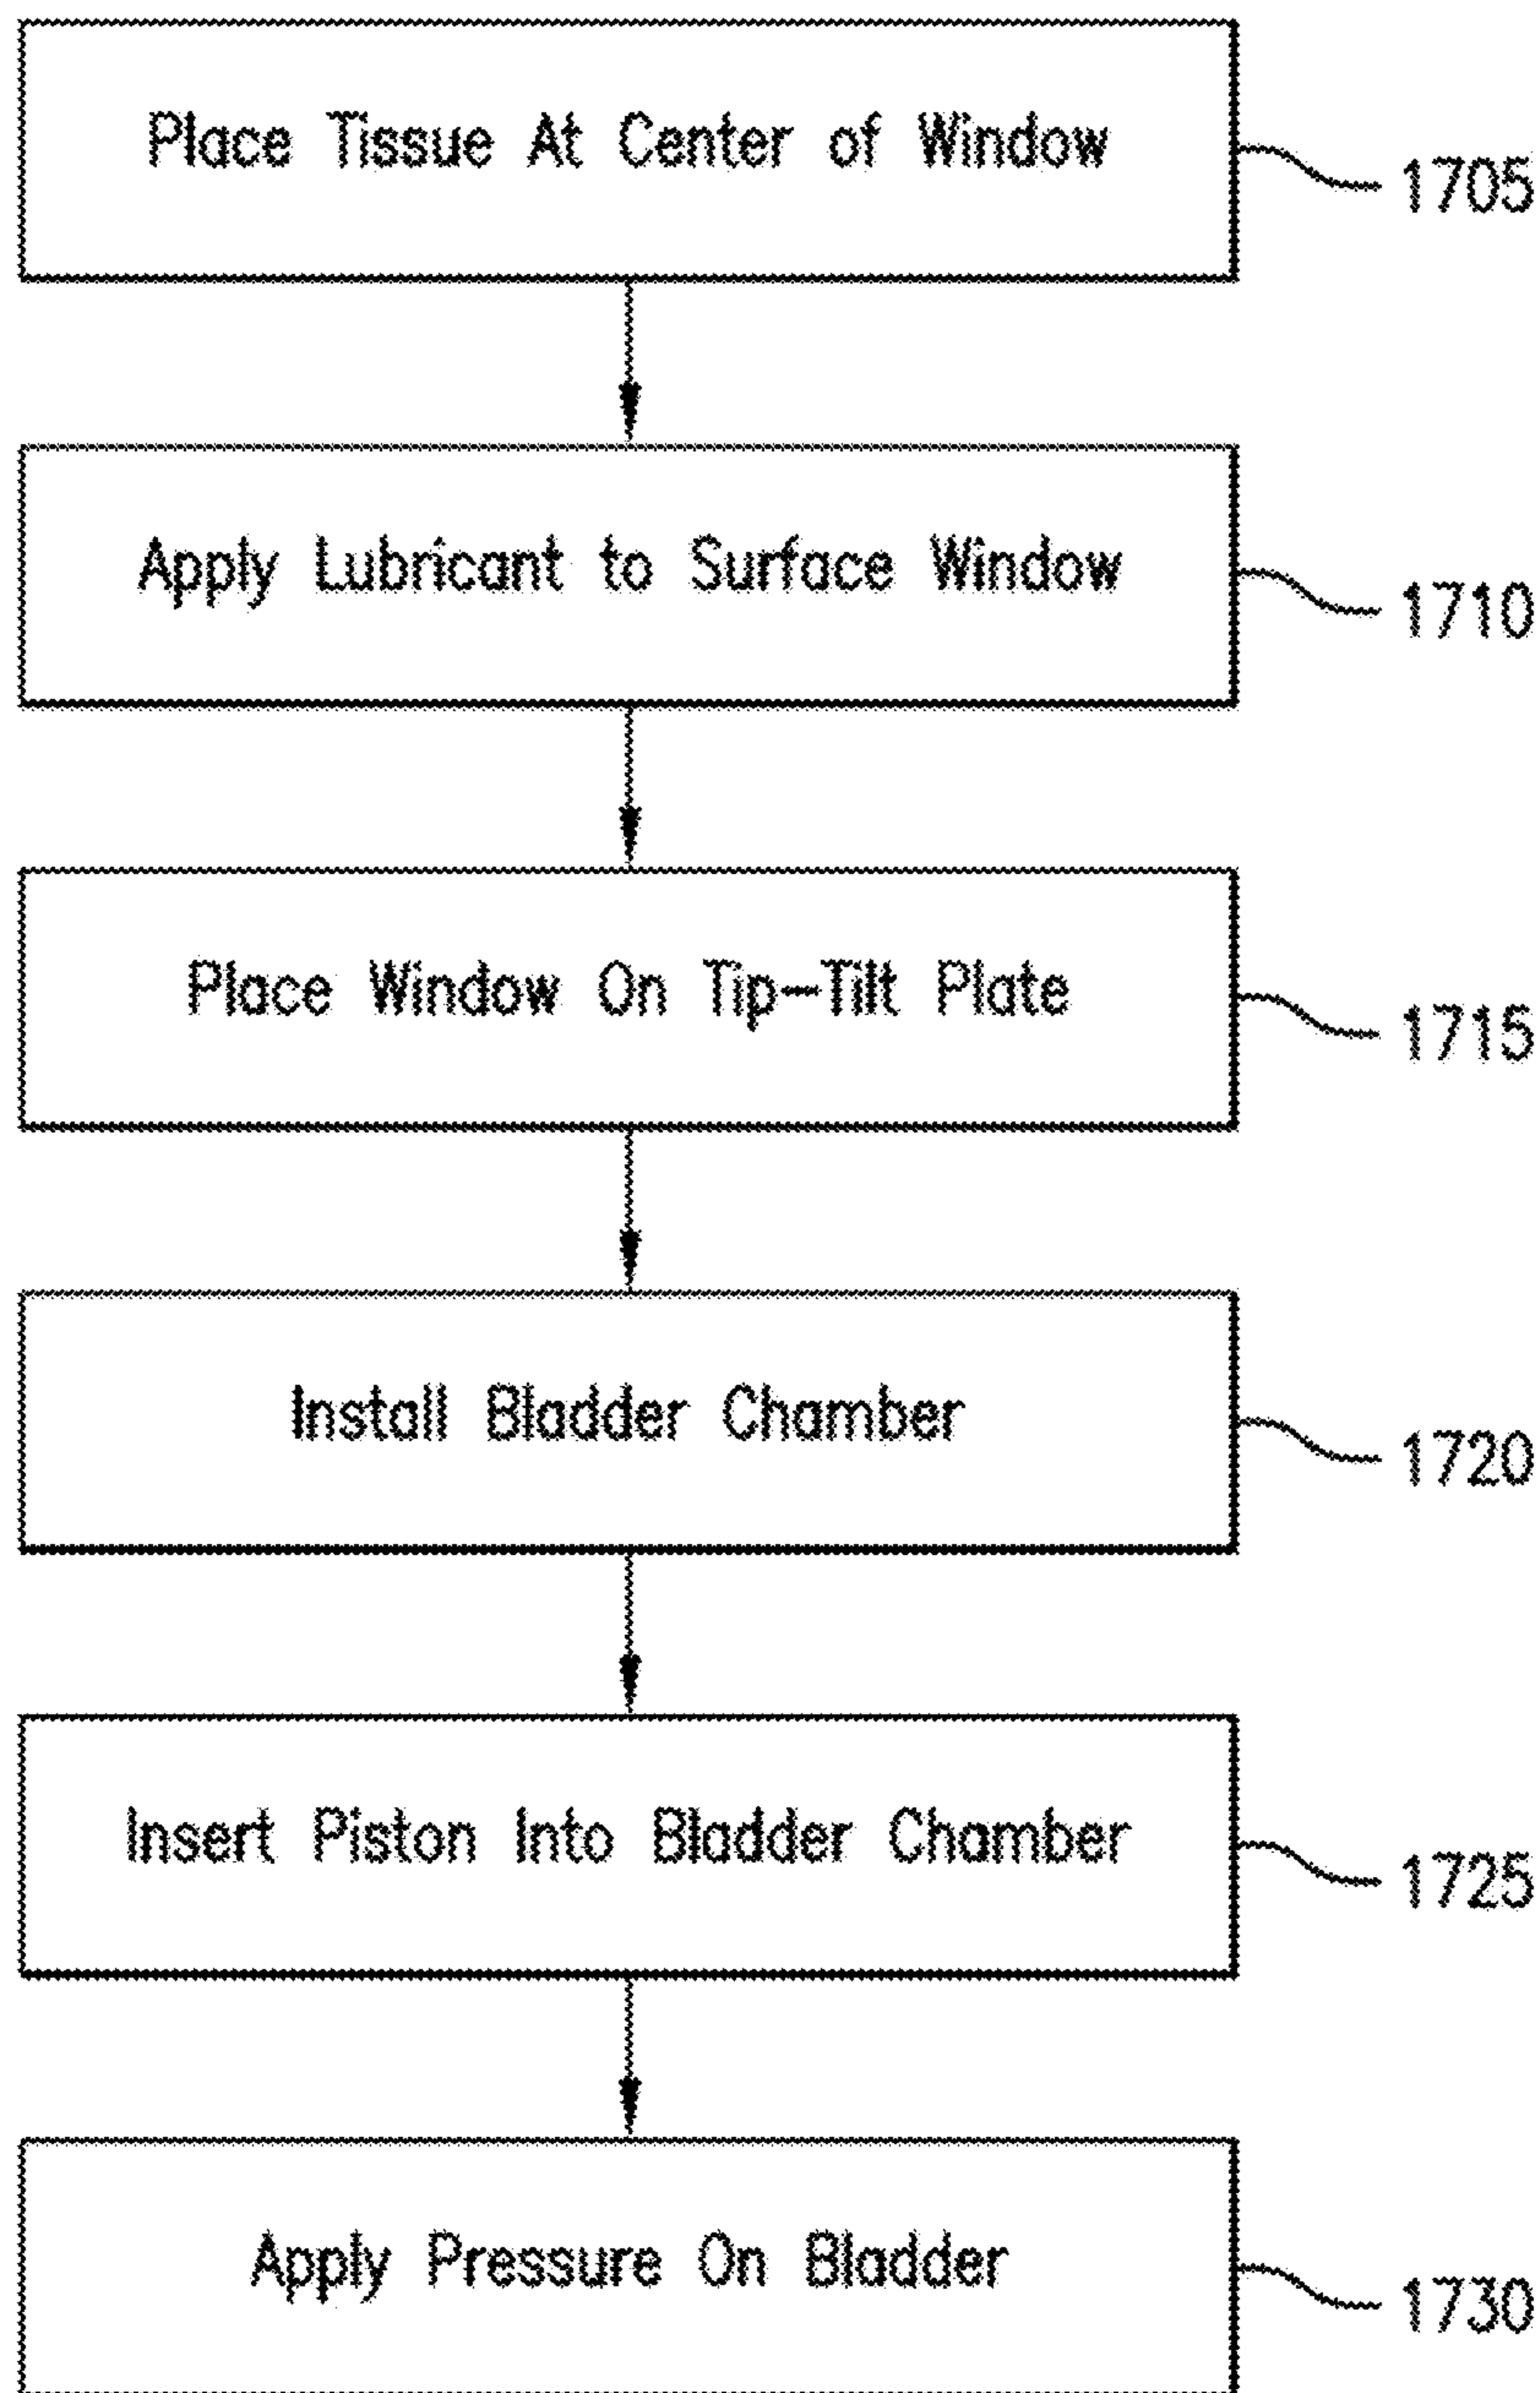 Place Tissue At Center of Window
1705
Apply Lubricant to Surface Window
1710
Place Window On Tip-Tilt Plate
1715
Install Bladder Chamber
1720
Insert Piston Into Bladder Chamber
1725
Apply Pressure On Bladder
1730